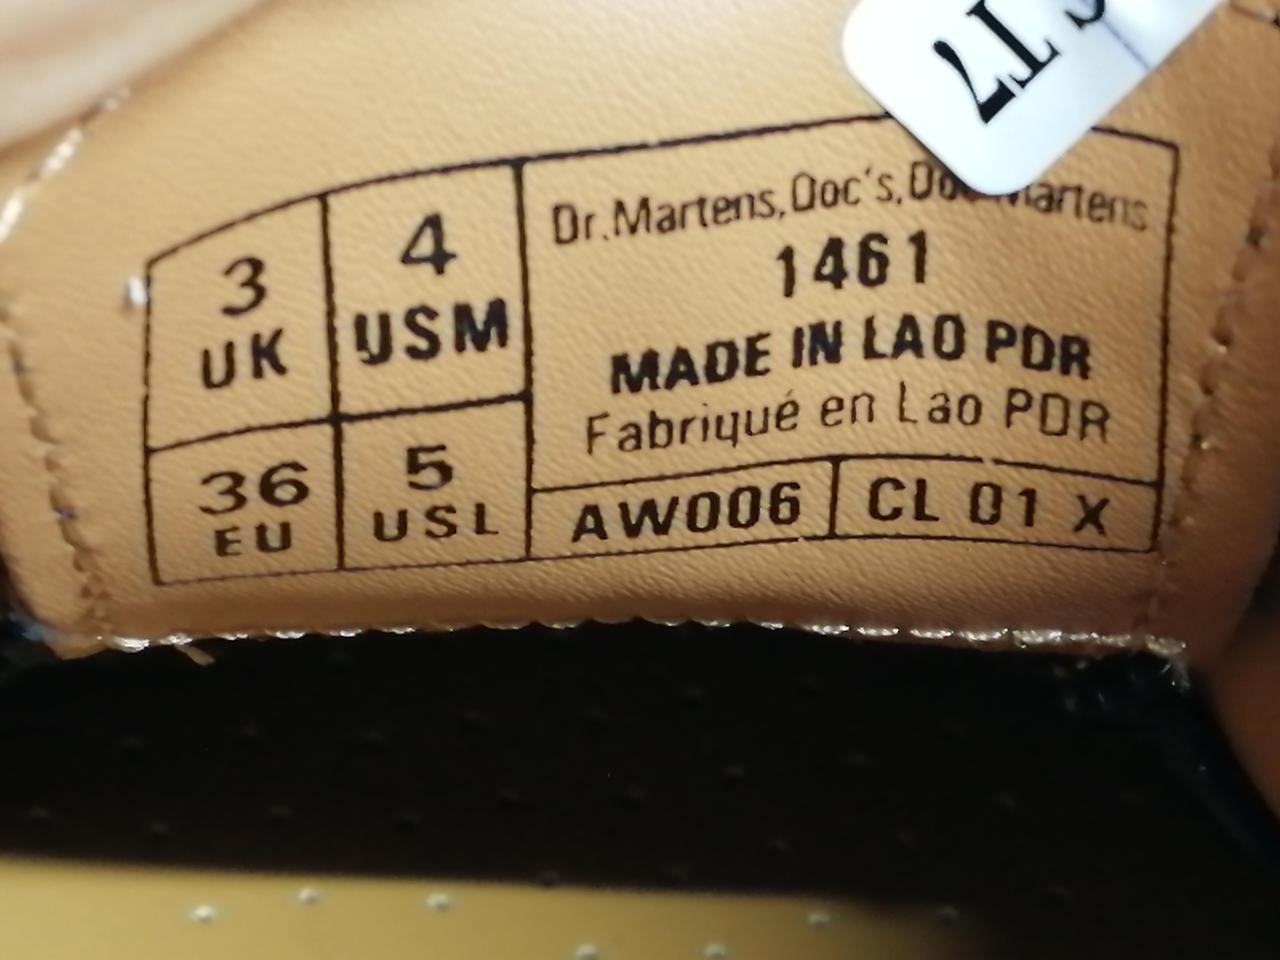 3
UK
4
USM
36
EU
5
USL
Dr.Martens,Doc's, Martens
1461
MADE IN LAO PDR
Fabriqué en Lao PDR
AW006
CL 01 X